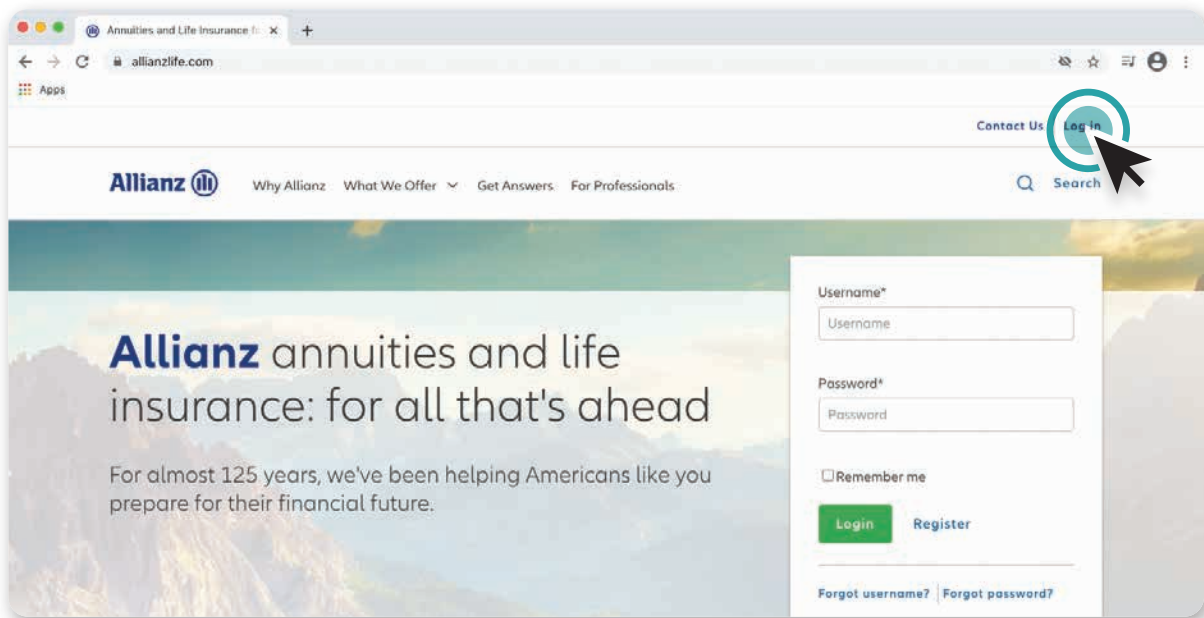 Annuities and Life Insurance f
allianzlife.com
Apps
Contact Us Log in
Allianz Why Allianz What We Offer Get Answers For Professionals Search
Allianz annuities and life
insurance: for all that's ahead
For almost 125 years, we've been helping Americans like you
prepare for their financial future.
Username*
Username
Password*
Password
Remember me
Login Register
Forgot username? Forgot password?